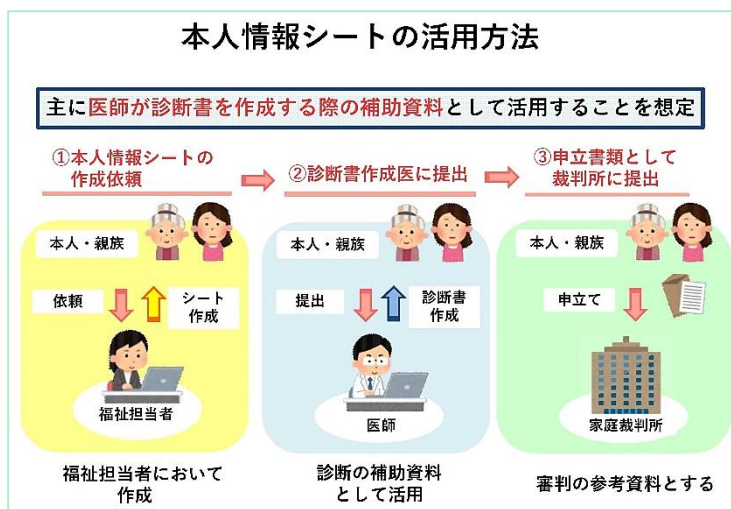 本人情報シートの活用方法
主に医師が診断書を作成する際の補助資料として活用することを想定
①本人情報シートの
作成依頼
②診断書作成医に提出
③申立書類として
裁判所に提出
本人・親族
依頼
シート
作成
福祉担当者
福祉担当者において
作成
本人・親族
提出
診断書
作成
医師
診断の補助資料
として活用
本人・親族
申立て
家庭裁判所
審判の参考資料とする